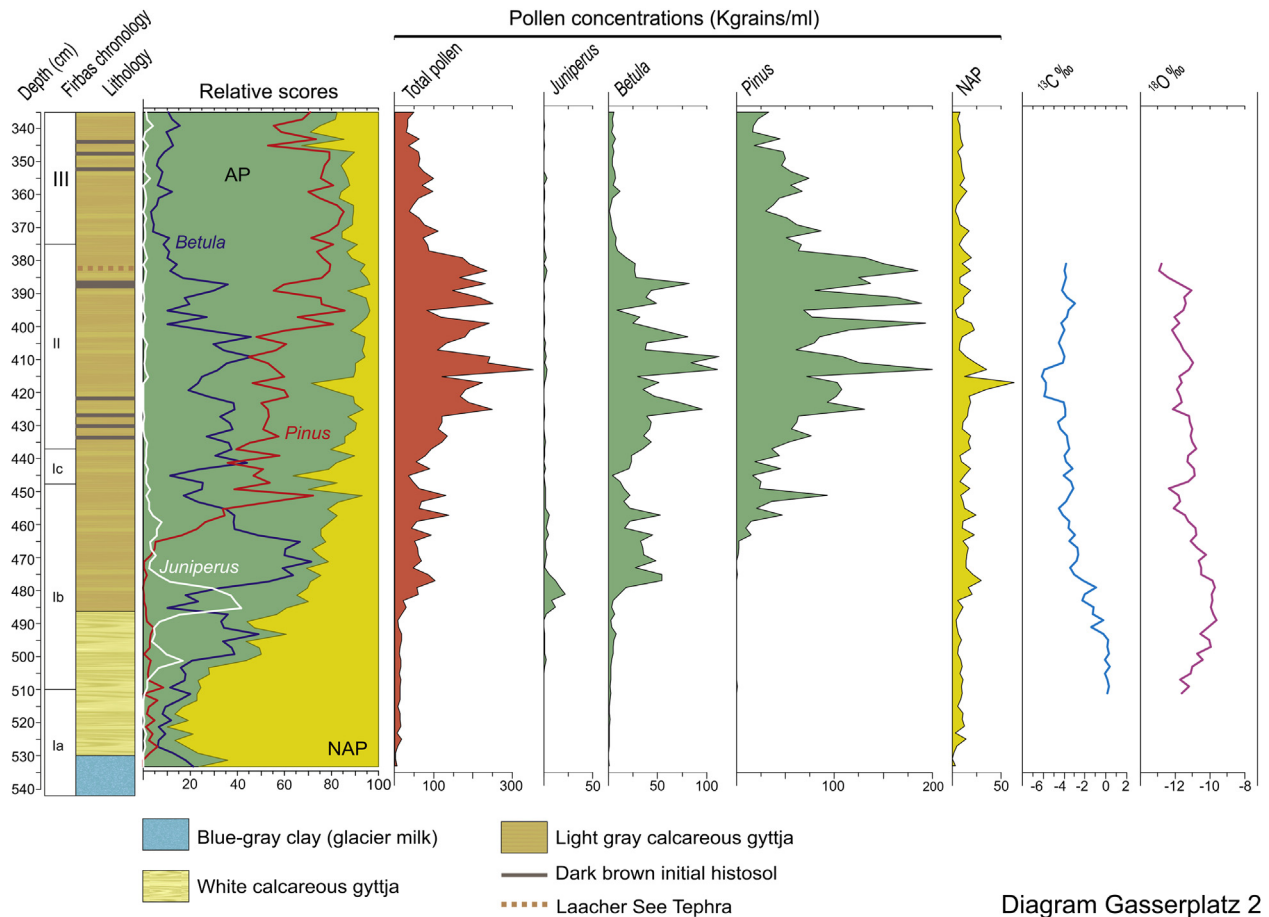 Pollen concentrations (Kgrains/ml)
Depth (cm)
Firbas chronology
Lithology
Relative scores
Total pollen
Juniperus
Betula
Pinus
NAP
¹³C ‰
¹⁸O ‰
340
350
360
370
380
390
400
410
420
430
440
450
460
470
480
490
500
510
520
530
540
III
II
Ic
Ib
Ia
AP
Betula
Pinus
Juniperus
NAP
20 40 60 80 100
100 200 300
50
50 100
100 200
50
-6 -4 -2 0 2
-12 -10 -8
Blue-gray clay (glacier milk)
White calcareous gyttja
Light gray calcareous gyttja
Dark brown initial histosol
Laacher See Tephra
Diagram Gasserplatz 2